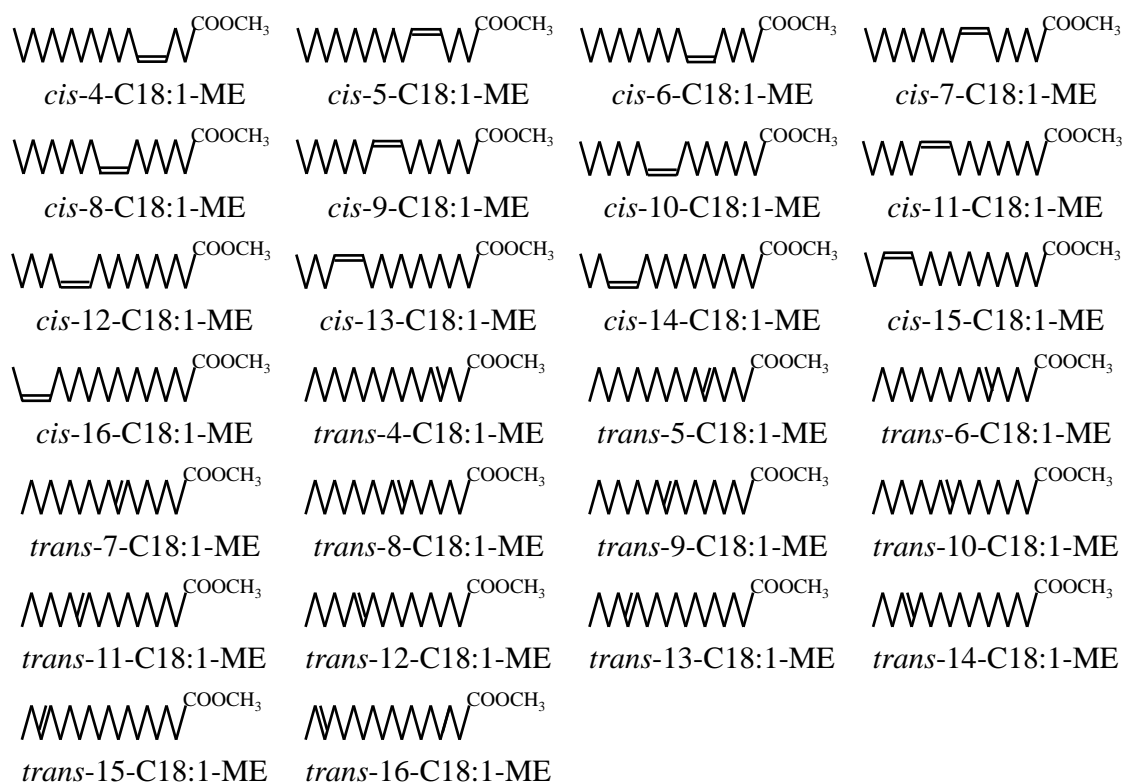 COOCH₃ COOCH₃ COOCH₃ COOCH₃
cis-4-C18:1-ME cis-5-C18:1-ME cis-6-C18:1-ME cis-7-C18:1-ME
COOCH₃ COOCH₃ COOCH₃ COOCH₃
cis-8-C18:1-ME cis-9-C18:1-ME cis-10-C18:1-ME cis-11-C18:1-ME
COOCH₃ COOCH₃ COOCH₃ COOCH₃
cis-12-C18:1-ME cis-13-C18:1-ME cis-14-C18:1-ME cis-15-C18:1-ME
COOCH₃ COOCH₃ COOCH₃ COOCH₃
cis-16-C18:1-ME trans-4-C18:1-ME trans-5-C18:1-ME trans-6-C18:1-ME
COOCH₃ COOCH₃ COOCH₃ COOCH₃
trans-7-C18:1-ME trans-8-C18:1-ME trans-9-C18:1-ME trans-10-C18:1-ME
COOCH₃ COOCH₃ COOCH₃ COOCH₃
trans-11-C18:1-ME trans-12-C18:1-ME trans-13-C18:1-ME trans-14-C18:1-ME
COOCH₃ COOCH₃
trans-15-C18:1-ME trans-16-C18:1-ME